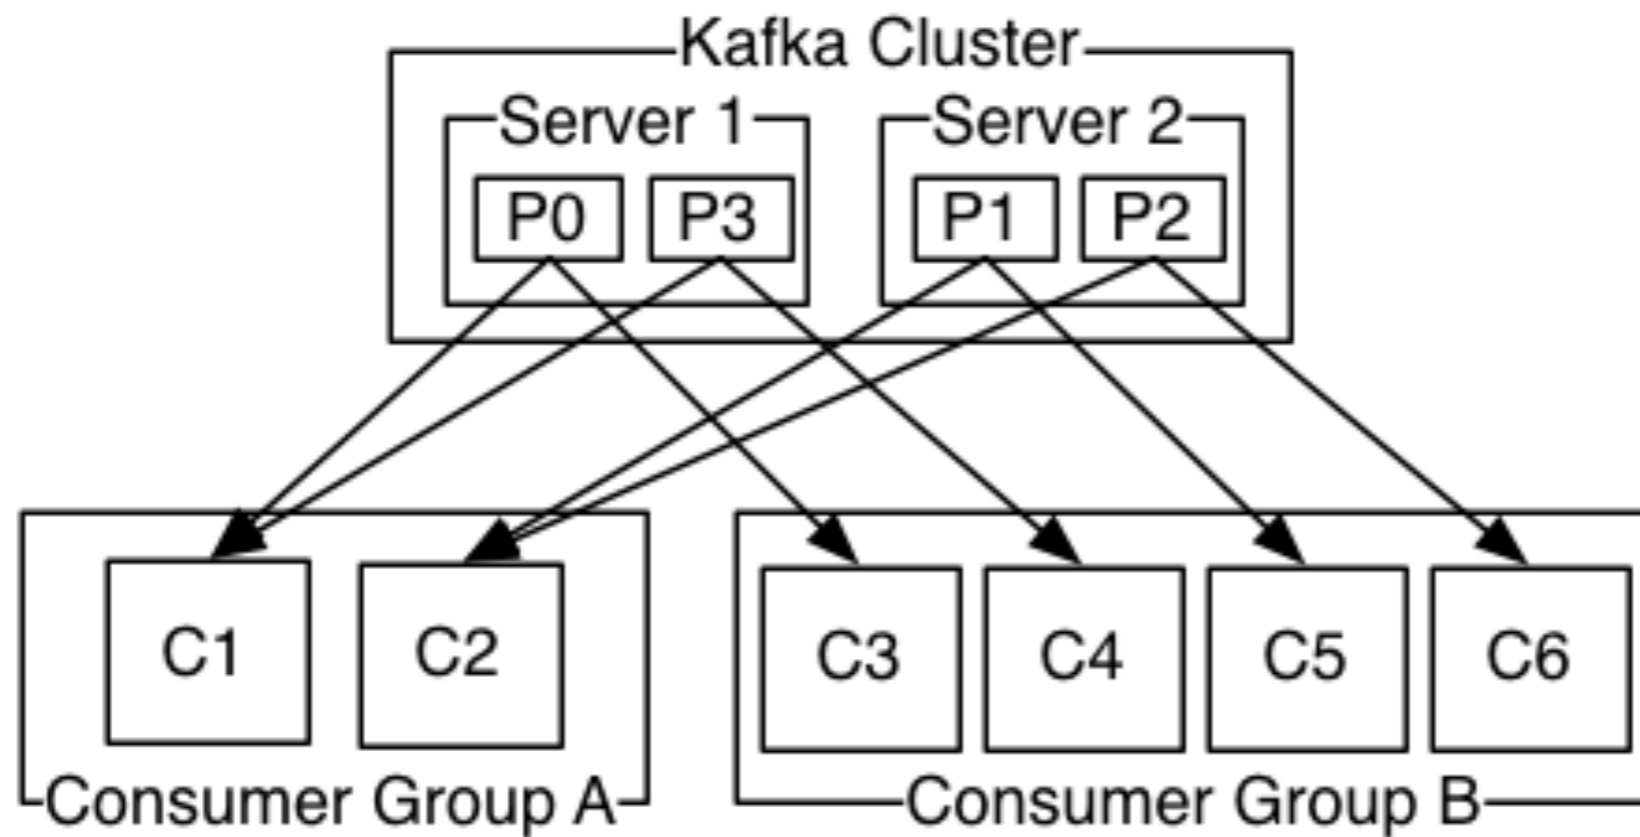 Kafka Cluster
Server 1 Server 2
P0 P3 P1 P2
C1 C2 C3 C4 C5 C6
Consumer Group A Consumer Group B